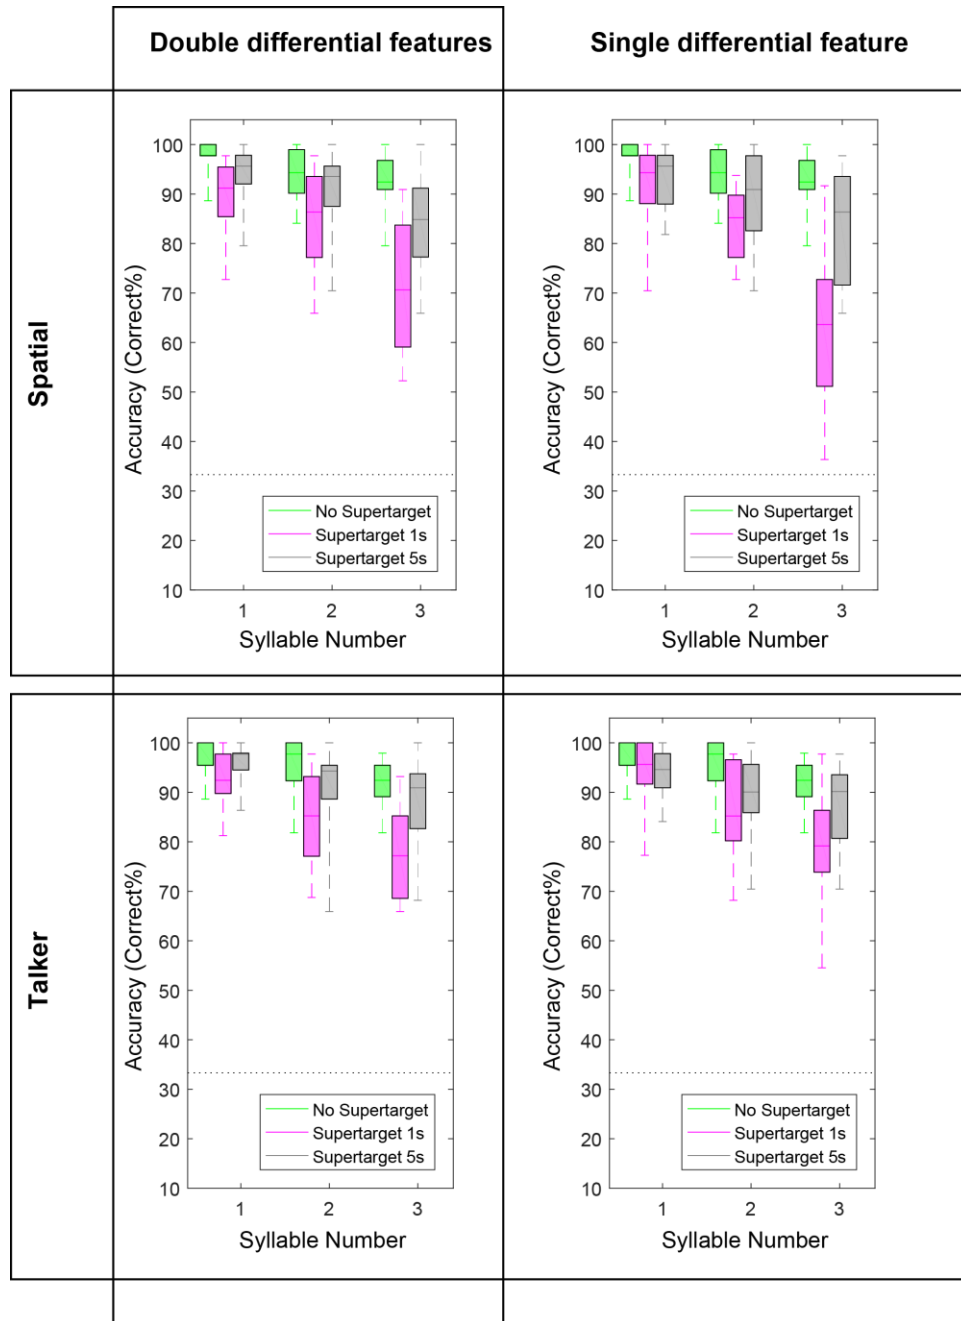 Double differential features
Single differential feature
Spatial
Accuracy (Correct%)
100
90
80
70
60
50
40
30
20
10
No Supertarget
Supertarget 1s
Supertarget 5s
1 2 3
Syllable Number
Accuracy (Correct%)
100
90
80
70
60
50
40
30
20
10
No Supertarget
Supertarget 1s
Supertarget 5s
1 2 3
Syllable Number
Talker
Accuracy (Correct%)
100
90
80
70
60
50
40
30
20
10
No Supertarget
Supertarget 1s
Supertarget 5s
1 2 3
Syllable Number
Accuracy (Correct%)
100
90
80
70
60
50
40
30
20
10
No Supertarget
Supertarget 1s
Supertarget 5s
1 2 3
Syllable Number